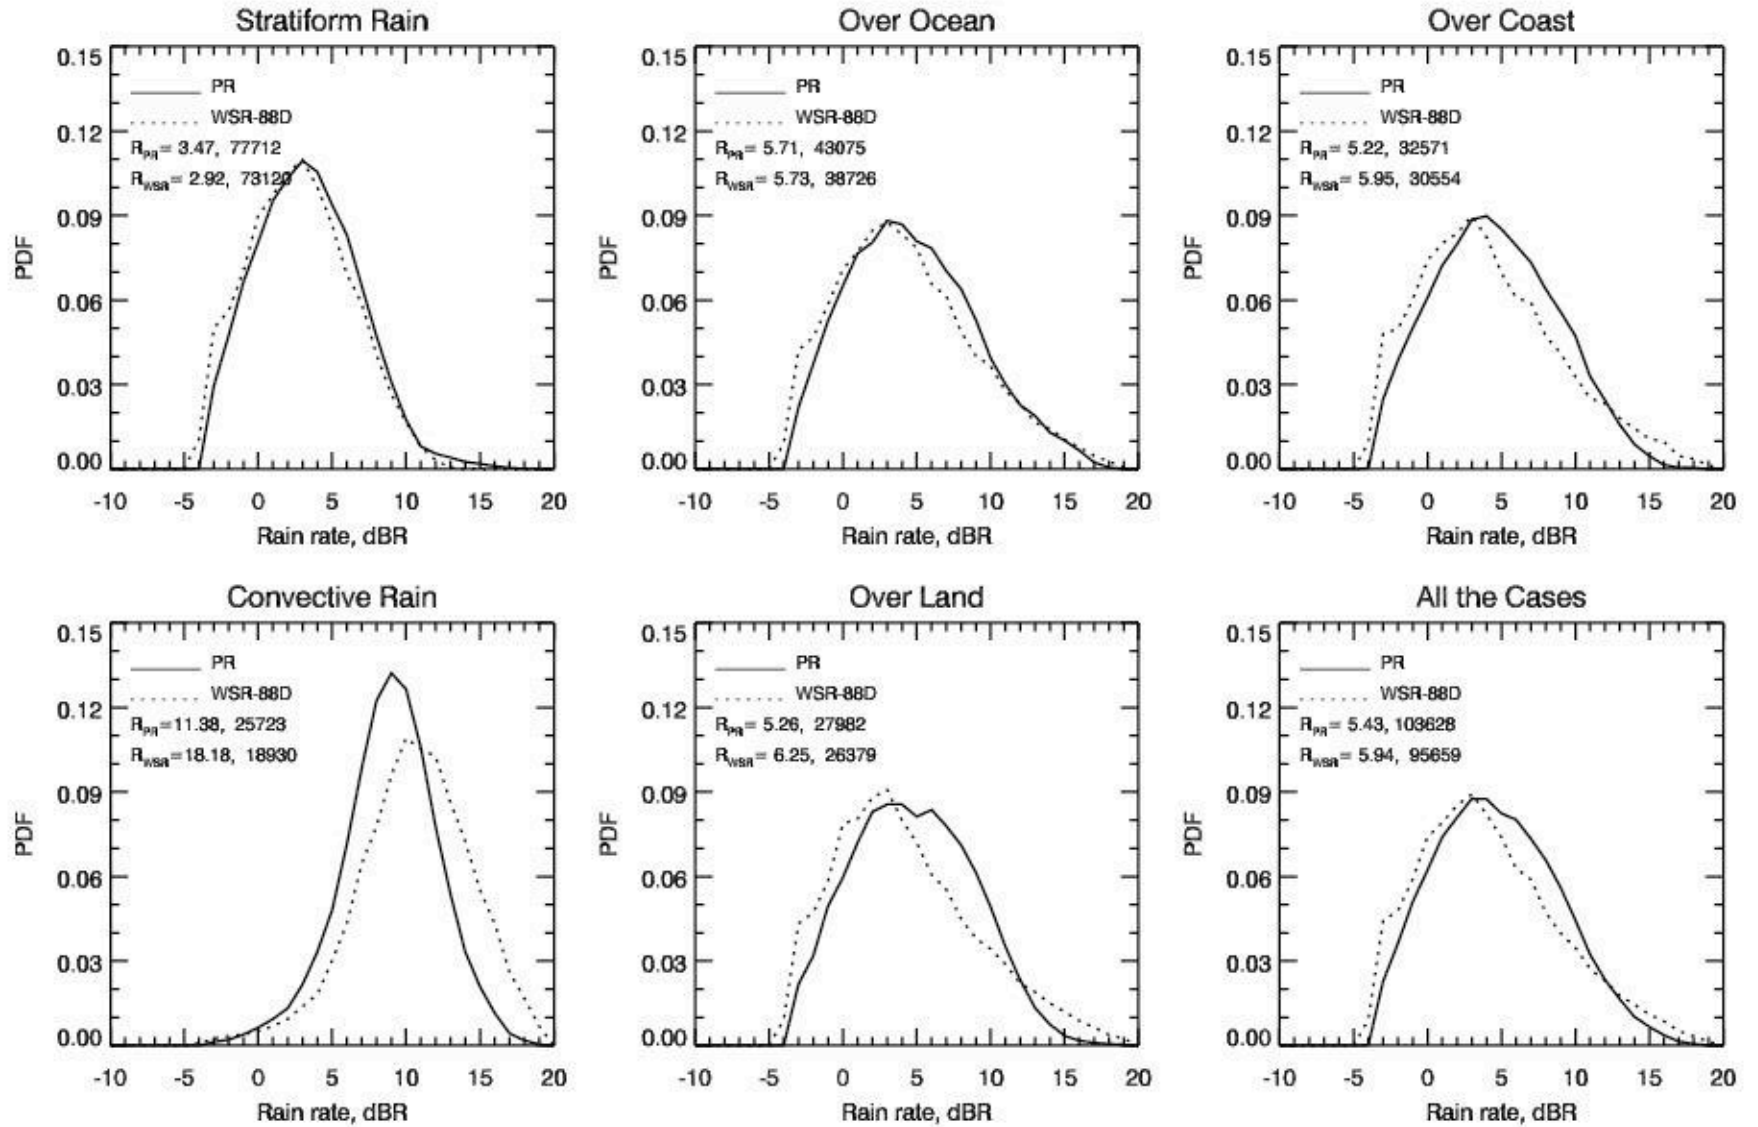 Stratiform Rain
0.15
0.12
0.09
0.06
0.03
0.00
PDF
PR
WSR-88D
R_PR= 3.47, 77712
R_WSR= 2.92, 73120
-10 -5 0 5 10 15 20
Rain rate, dBR
Over Ocean
0.15
0.12
0.09
0.06
0.03
0.00
PDF
PR
WSR-88D
R_PR= 5.71, 43075
R_WSR= 5.73, 38726
-10 -5 0 5 10 15 20
Rain rate, dBR
Over Coast
0.15
0.12
0.09
0.06
0.03
0.00
PDF
PR
WSR-88D
R_PR= 5.22, 32571
R_WSR= 5.95, 30554
-10 -5 0 5 10 15 20
Rain rate, dBR
Convective Rain
0.15
0.12
0.09
0.06
0.03
0.00
PDF
PR
WSR-88D
R_PR=11.38, 25723
R_WSR=18.18, 18930
-10 -5 0 5 10 15 20
Rain rate, dBR
Over Land
0.15
0.12
0.09
0.06
0.03
0.00
PDF
PR
WSR-88D
R_PR= 5.26, 27982
R_WSR= 6.25, 26379
-10 -5 0 5 10 15 20
Rain rate, dBR
All the Cases
0.15
0.12
0.09
0.06
0.03
0.00
PDF
PR
WSR-88D
R_PR= 5.43, 103628
R_WSR= 5.94, 95659
-10 -5 0 5 10 15 20
Rain rate, dBR